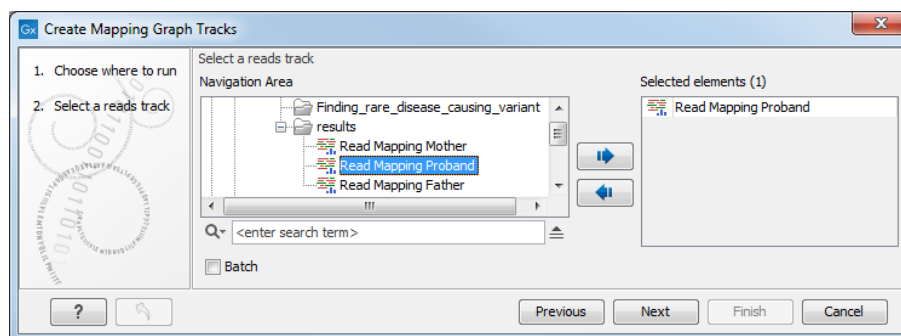 Gx Create Mapping Graph Tracks
1. Choose where to run
2. Select a reads track
Select a reads track
Navigation Area
Finding_rare_disease_causing_variant
results
Read Mapping Mother
Read Mapping Proband
Read Mapping Father
<enter search term>
Batch
Selected elements (1)
Read Mapping Proband
?
Previous
Next
Finish
Cancel